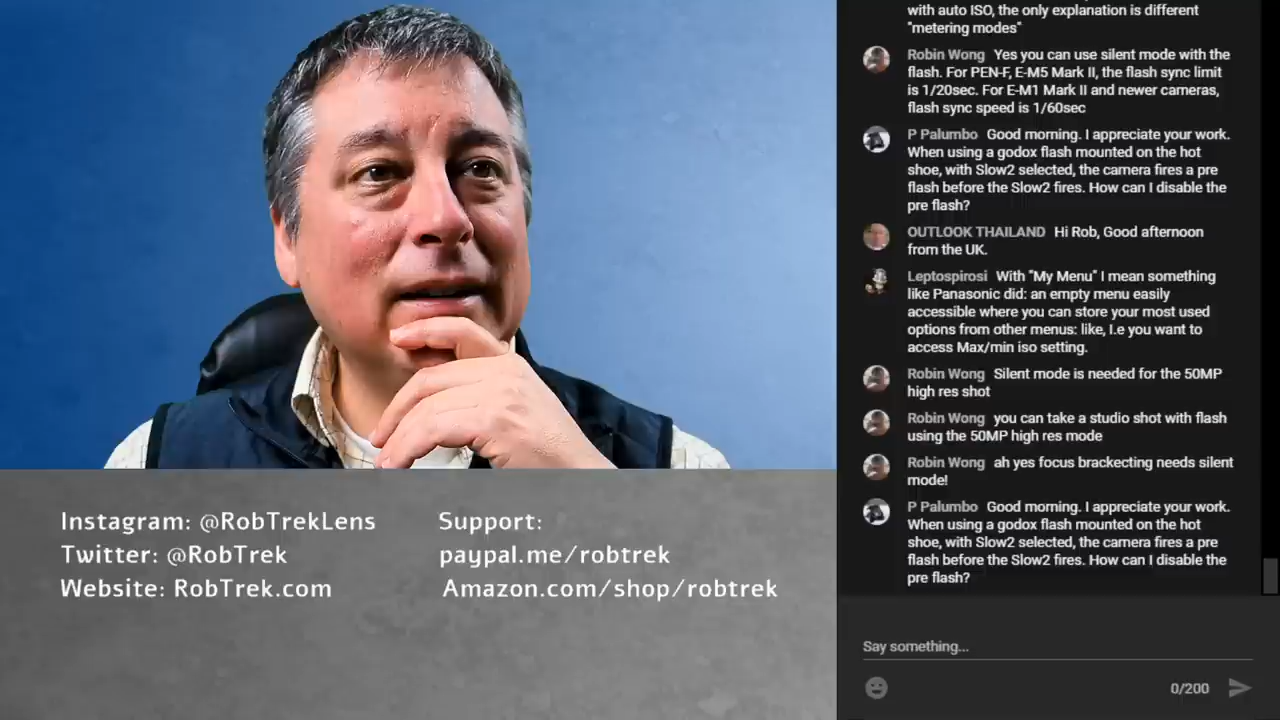 Instagram: @RobTrekLens
Twitter: @RobTrek
Website: RobTrek.com
Support:
paypal.me/robtrek
Amazon.com/shop/robtrek
with auto ISO, the only explanation is different
"metering modes"
Robin Wong Yes you can use silent mode with the
flash. For PEN-F, E-M5 Mark II, the flash sync limit
is 1/20sec. For E-M1 Mark II and newer cameras,
flash sync speed is 1/60sec
P Palumbo Good morning. I appreciate your work.
When using a godox flash mounted on the hot
shoe, with Slow2 selected, the camera fires a pre
flash before the Slow2 fires. How can I disable the
pre flash?
OUTLOOK THAILAND Hi Rob, Good afternoon
from the UK.
Leptospirosi With "My Menu" I mean something
like Panasonic did: an empty menu easily
accessible where you can store your most used
options from other menus: like, I.e you want to
access Max/min iso setting.
Robin Wong Silent mode is needed for the 50MP
high res shot
Robin Wong you can take a studio shot with flash
using the 50MP high res mode
Robin Wong ah yes focus brackecting needs silent
mode!
P Palumbo Good morning. I appreciate your work.
When using a godox flash mounted on the hot
shoe, with Slow2 selected, the camera fires a pre
flash before the Slow2 fires. How can I disable the
pre flash?
Say something...
0/200